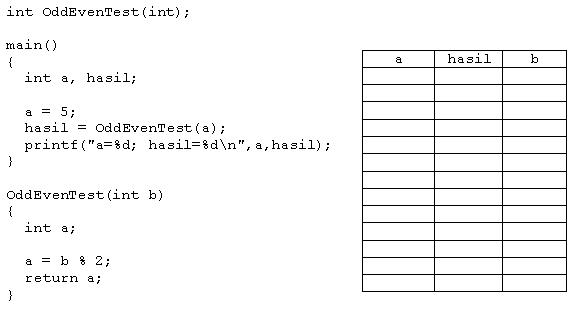 int OddEvenTest(int);
main()
{
int a, hasil;
a = 5;
hasil = OddEvenTest(a);
printf("a=%d; hasil=%d\n",a,hasil);
}
OddEvenTest(int b)
{
int a;
a = b % 2;
return a;
}
a hasil b